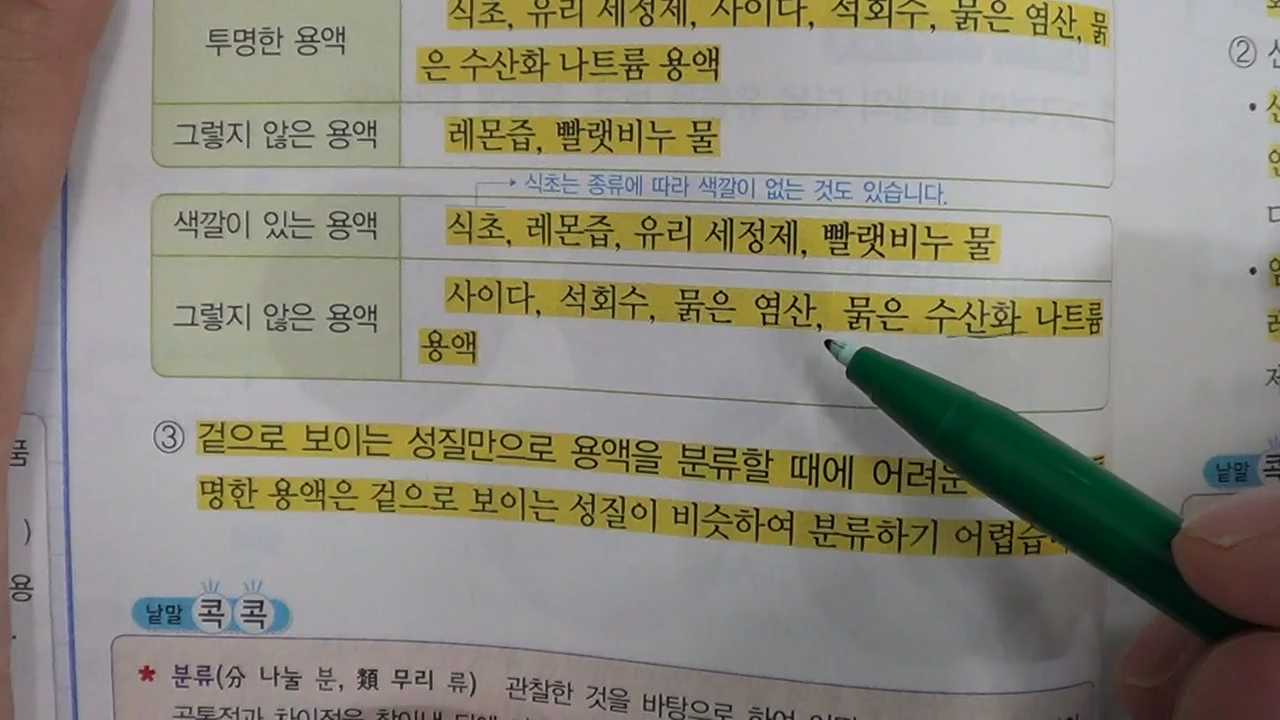 투명한 용액
식초, 유리 세정제, 사이다, 석회수, 묽은 염산, 묽
은 수산화 나트륨 용액
그렇지 않은 용액
레몬즙, 빨랫비누 물
식초는 종류에 따라 색깔이 없는 것도 있습니다.
색깔이 있는 용액
식초, 레몬즙, 유리 세정제, 빨랫비누 물
그렇지 않은 용액
사이다, 석회수, 묽은 염산, 묽은 수산화 나트륨
용액
③ 겉으로 보이는 성질만으로 용액을 분류할 때에 어려운
명한 용액은 겉으로 보이는 성질이 비슷하여 분류하기 어렵습
낱말 콕콕
* 분류(分 나눌 분, 類 무리 류) 관찰한 것을 바탕으로 하여
품
)
용
②
낱말 콕